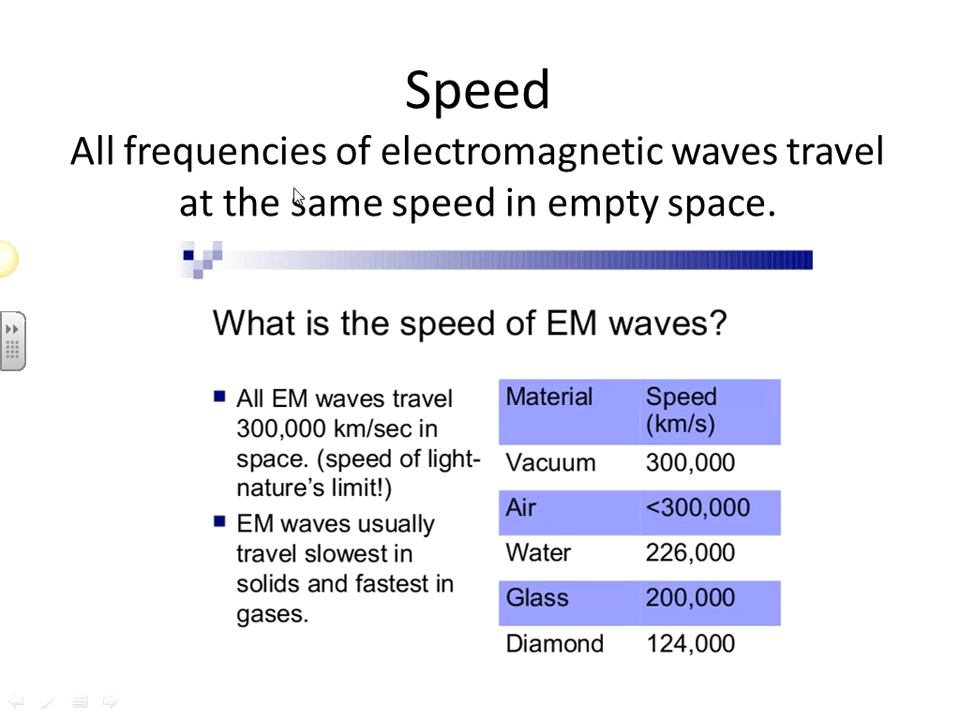 Speed
All frequencies of electromagnetic waves travel
at the same speed in empty space.
What is the speed of EM waves?
All EM waves travel
300,000 km/sec in
space. (speed of light-
nature's limit!)
EM waves usually
travel slowest in
solids and fastest in
gases.
Material Speed
(km/s)
Vacuum 300,000
Air <300,000
Water 226,000
Glass 200,000
Diamond 124,000